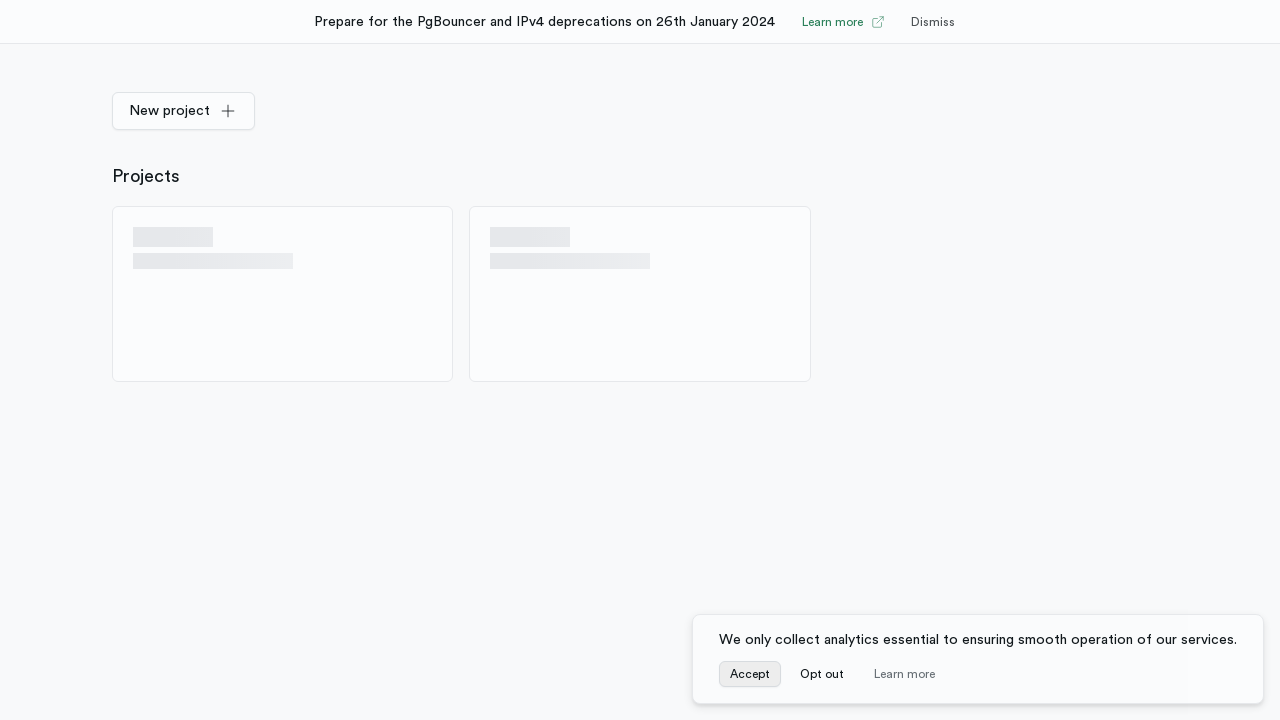 Prepare for the PgBouncer and IPv4 deprecations on 26th January 2024 Learn more Dismiss
New project
Projects
We only collect analytics essential to ensuring smooth operation of our services.
Accept Opt out Learn more